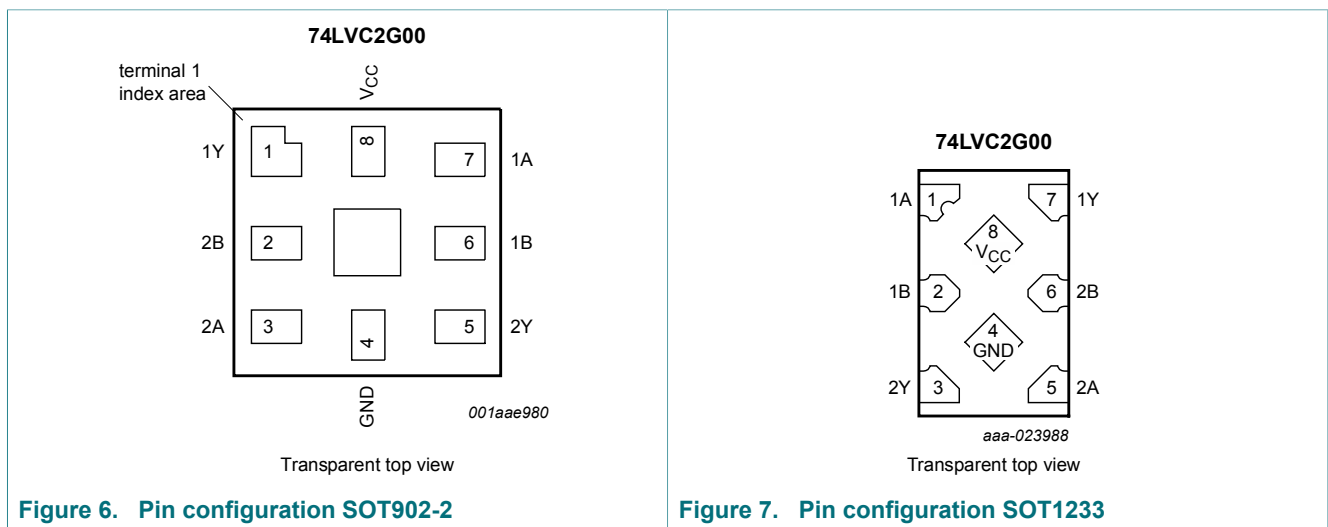 74LVC2G00
terminal 1
index area
VCC
1Y
1
8
7
1A
2B
2
6
1B
2A
3
4
5
2Y
GND
001aae980
Transparent top view
Figure 6. Pin configuration SOT902-2
74LVC2G00
1A
1
7
1Y
8
VCC
1B
2
6
2B
4
GND
2Y
3
5
2A
aaa-023988
Transparent top view
Figure 7. Pin configuration SOT1233